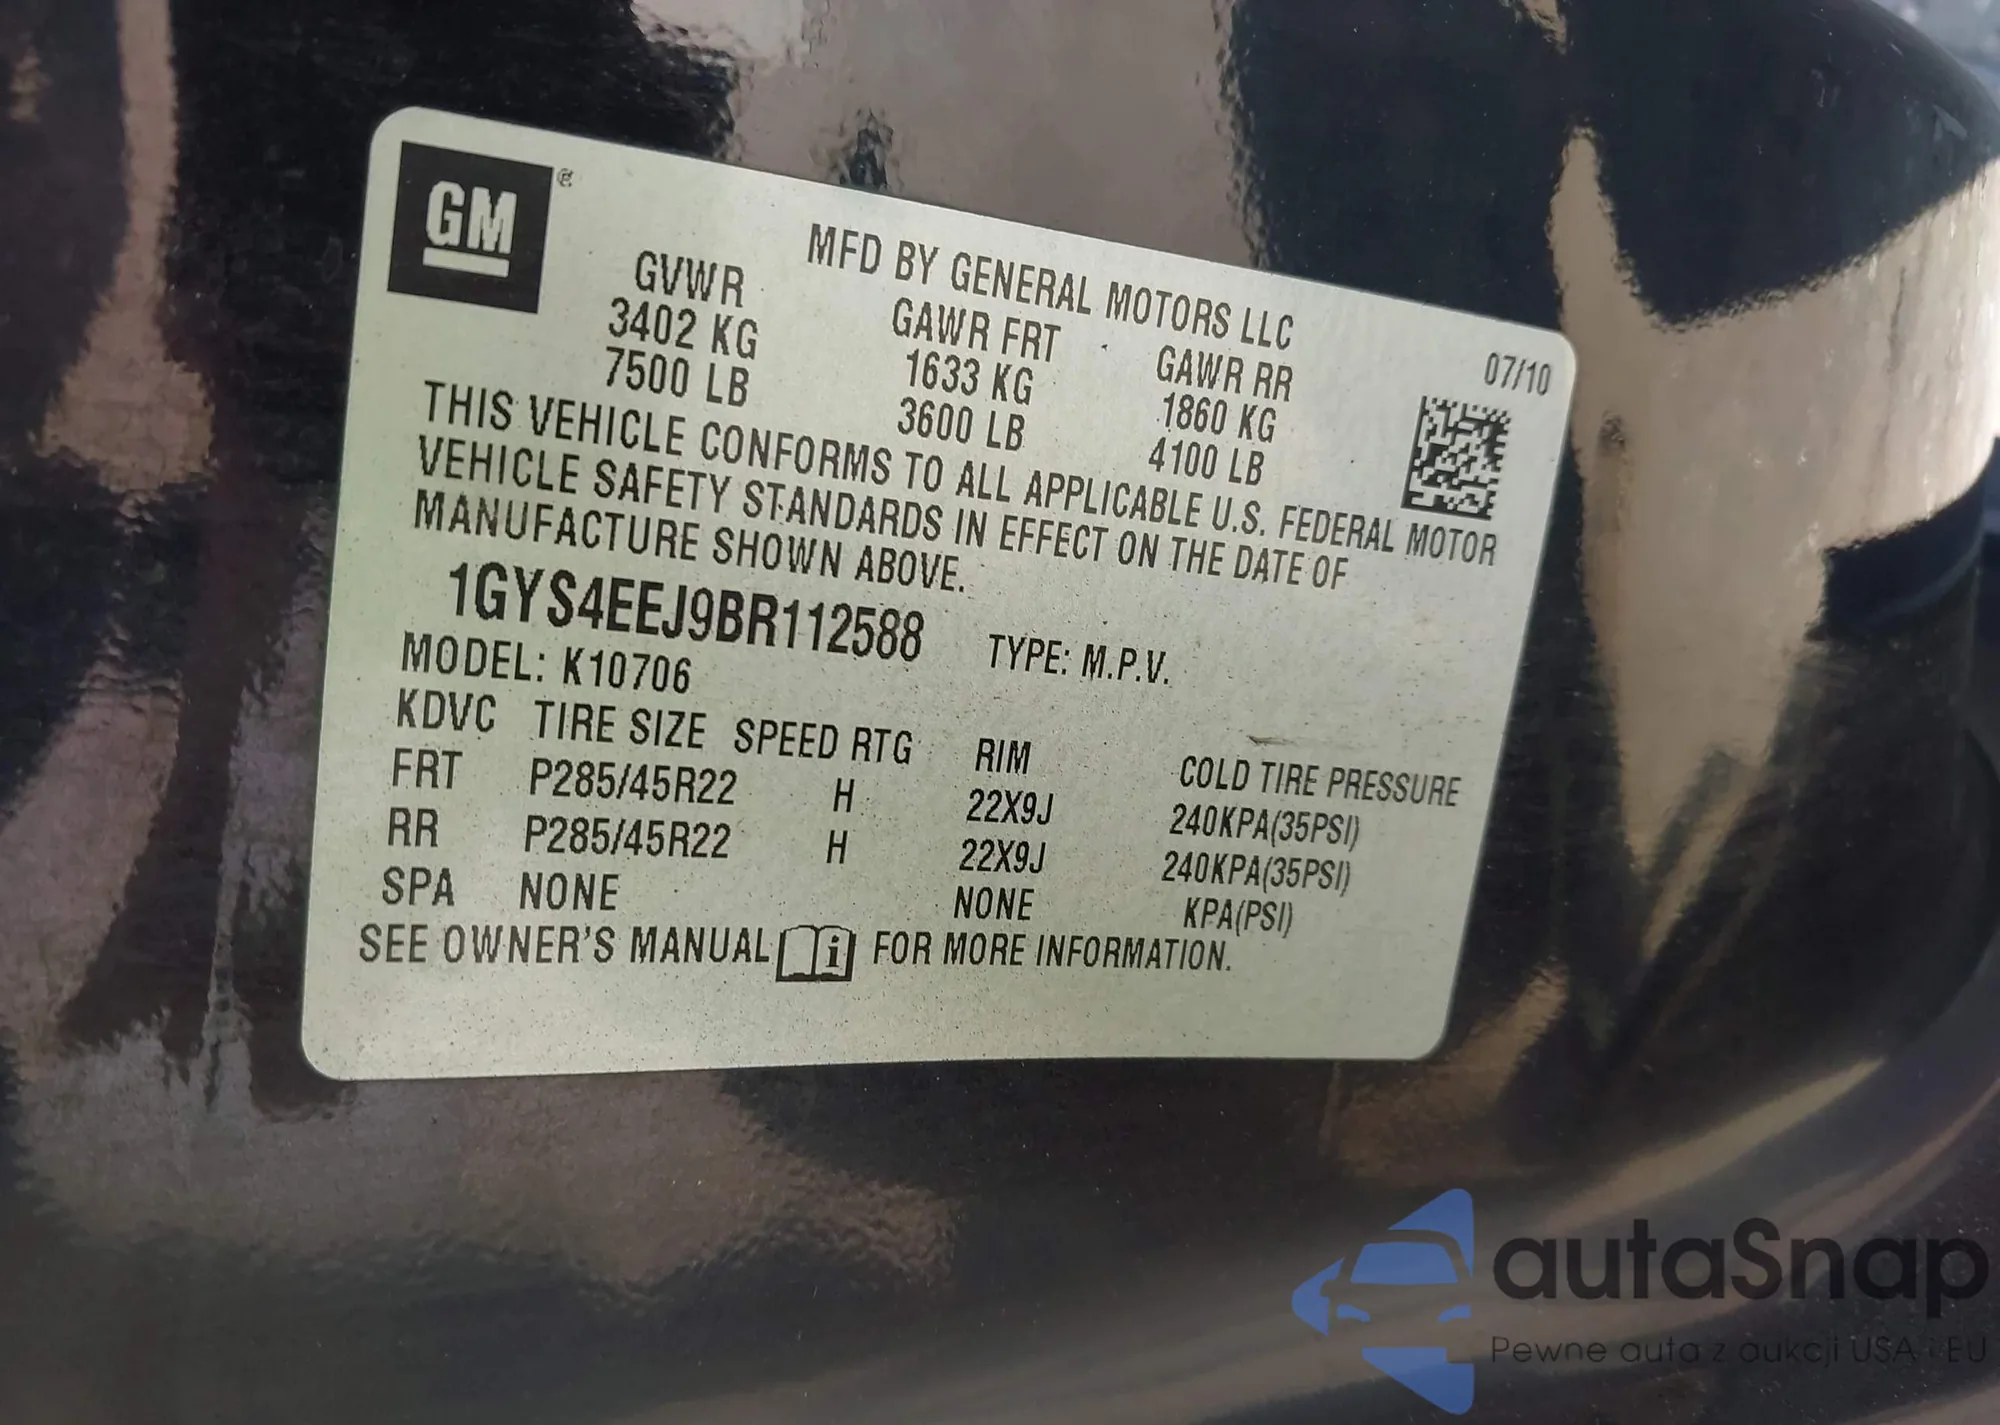 GM ®
MFD BY GENERAL MOTORS LLC
07/10
GVWR GAWR FRT GAWR RR
3402 KG 1633 KG 1860 KG
7500 LB 3600 LB 4100 LB
THIS VEHICLE CONFORMS TO ALL APPLICABLE U.S. FEDERAL MOTOR
VEHICLE SAFETY STANDARDS IN EFFECT ON THE DATE OF
MANUFACTURE SHOWN ABOVE.
1GYS4EEJ9BR112588 TYPE: M.P.V.
MODEL: K10706
KDVC TIRE SIZE SPEED RTG RIM COLD TIRE PRESSURE
FRT P285/45R22 H 22X9J 240KPA(35PSI)
RR P285/45R22 H 22X9J 240KPA(35PSI)
SPA NONE NONE KPA(PSI)
SEE OWNER'S MANUAL i FOR MORE INFORMATION.
autaSnap
Pewne auta z aukcji USA i EU